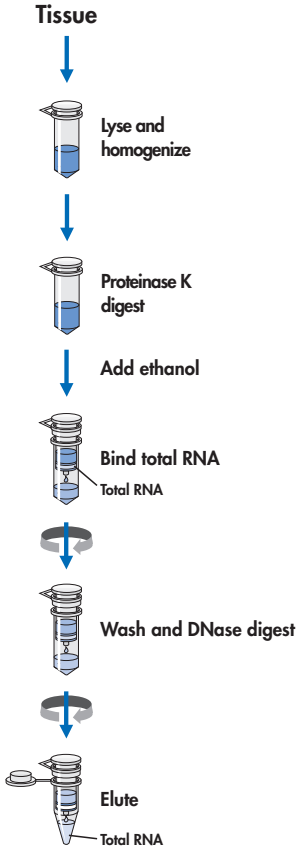 Tissue
Lyse and
homogenize
Proteinase K
digest
Add ethanol
Bind total RNA
Total RNA
Wash and DNase digest
Elute
Total RNA